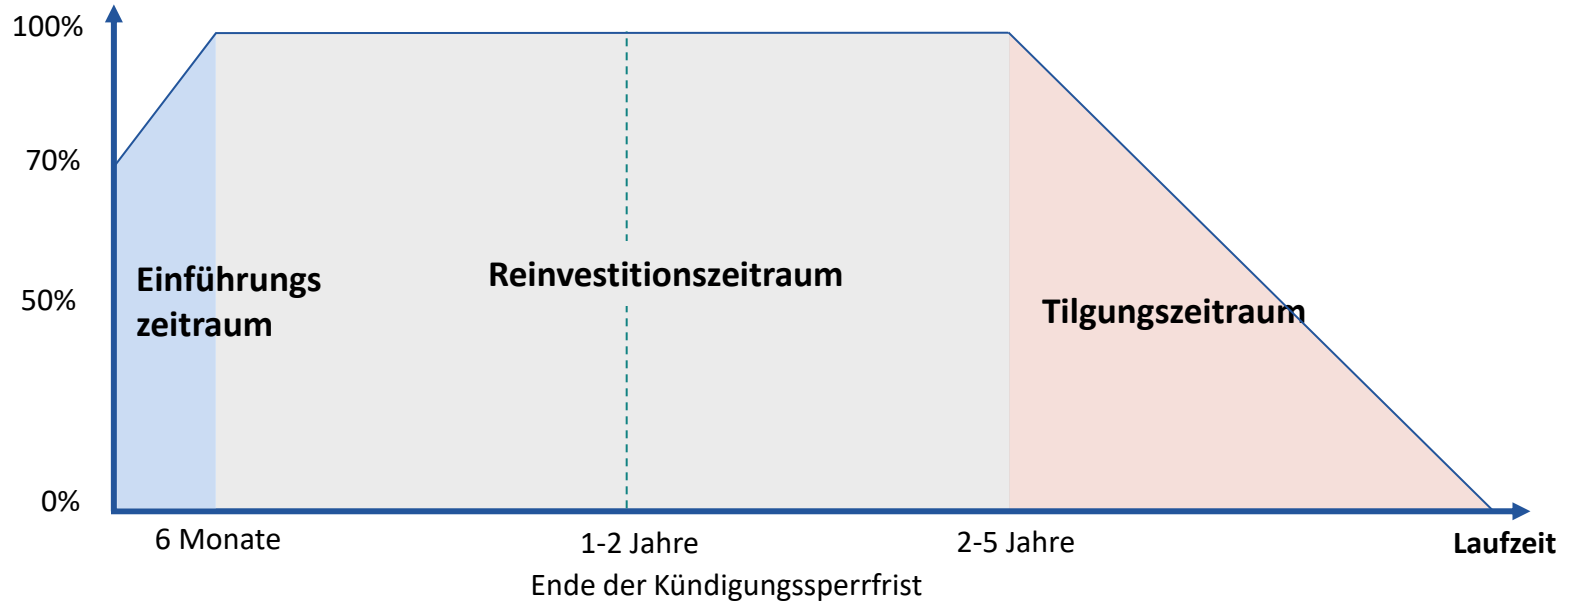 100%
70%
50%
0%
Einführungs
zeitraum
Reinvestitionszeitraum
Tilgungszeitraum
6 Monate
1-2 Jahre
2-5 Jahre
Laufzeit
Ende der Kündigungssperrfrist